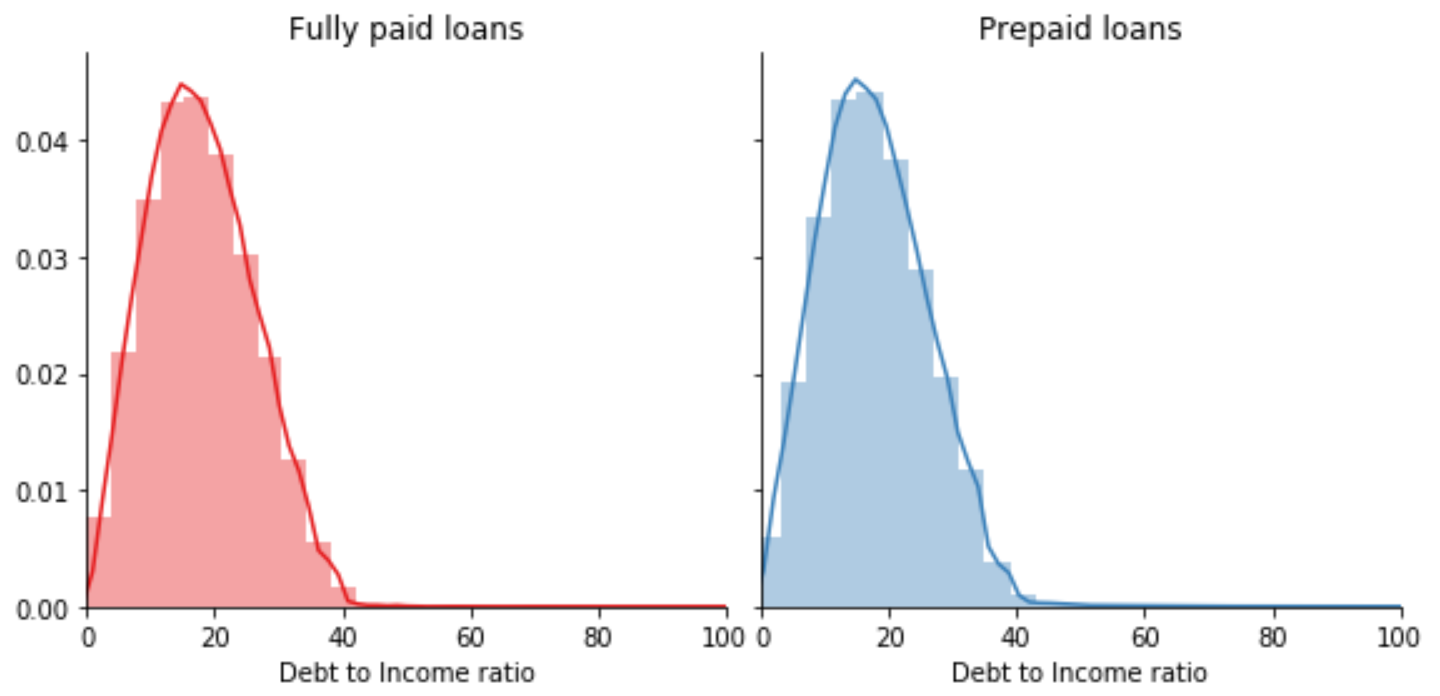 Fully paid loans
Prepaid loans
0.04
0.03
0.02
0.01
0.00
0 20 40 60 80 100
0 20 40 60 80 100
Debt to Income ratio
Debt to Income ratio